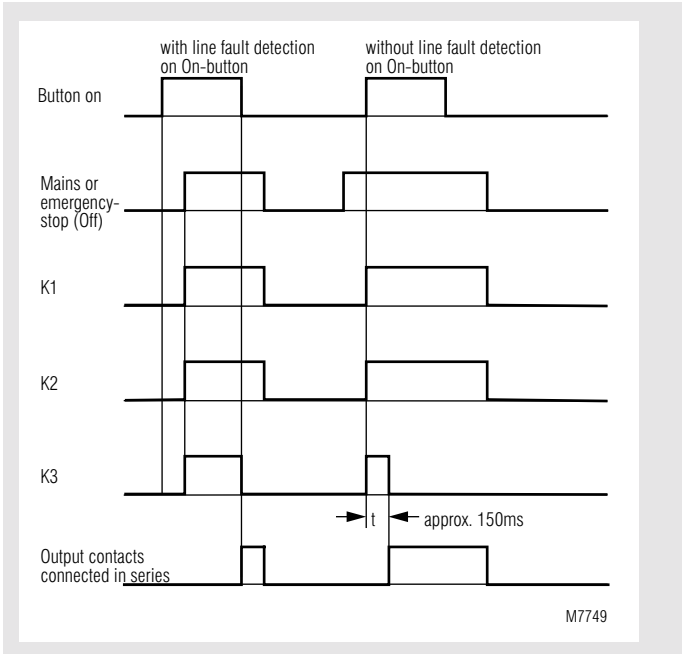 with line fault detection
on On-button
without line fault detection
on On-button
Button on
Mains or
emergency-
stop (Off)
K1
K2
K3
t
approx. 150ms
Output contacts
connected in series
M7749